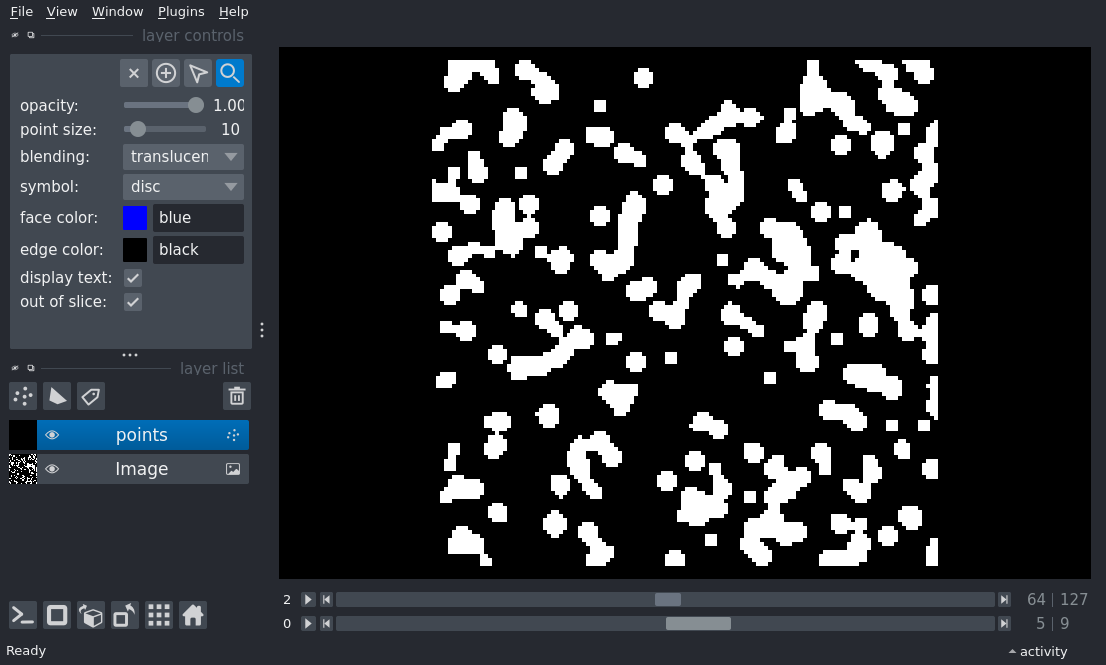 File View Window Plugins Help
layer controls
opacity: 1.00
point size: 10
blending: translucen
symbol: disc
face color: blue
edge color: black
display text:
out of slice:
layer list
points
Image
2 64 | 127
0 5 | 9
Ready activity